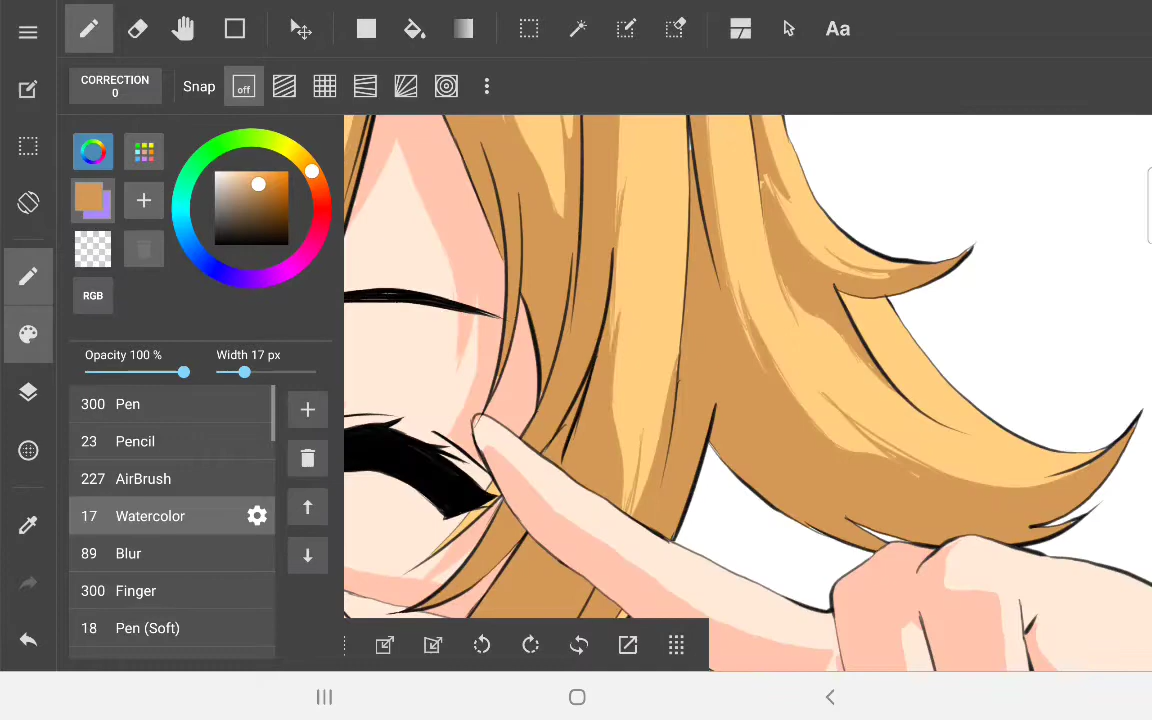 Aa
CORRECTION
0
Snap
off
RGB
Opacity 100 %
Width 17 px
300 Pen
23 Pencil
227 AirBrush
17 Watercolor
89 Blur
300 Finger
18 Pen (Soft)